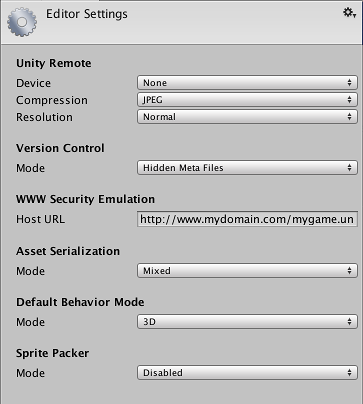 Editor Settings
Unity Remote
Device None
Compression JPEG
Resolution Normal
Version Control
Mode Hidden Meta Files
WWW Security Emulation
Host URL http://www.mydomain.com/mygame.un
Asset Serialization
Mode Mixed
Default Behavior Mode
Mode 3D
Sprite Packer
Mode Disabled